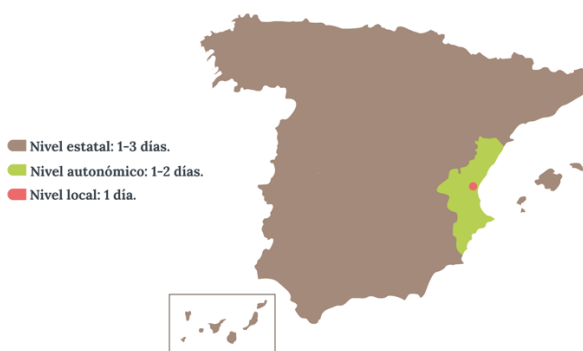 Nivel estatal: 1-3 días.
Nivel autonómico: 1-2 días.
Nivel local: 1 día.